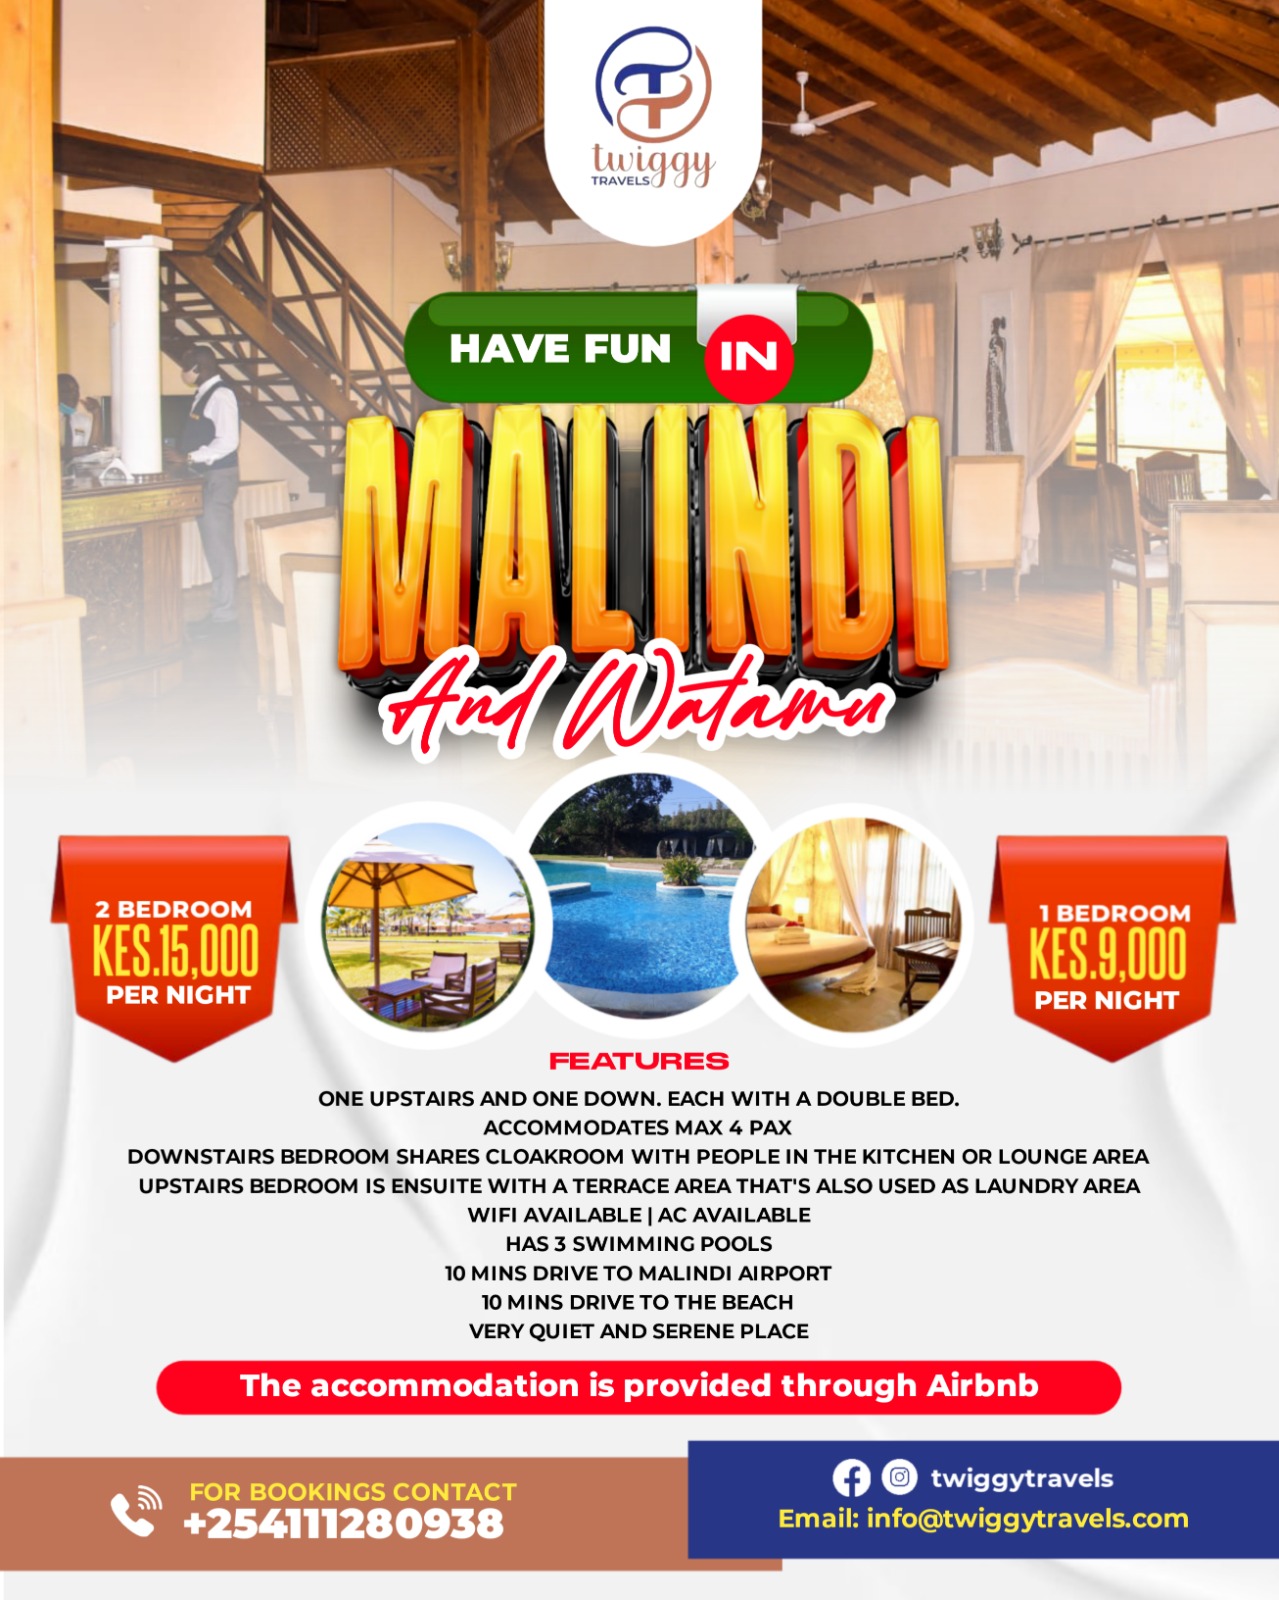 twiggy
TRAVELS
HAVE FUN IN
MALINDI
And Watamu
2 BEDROOM
KES.15,000
PER NIGHT
1 BEDROOM
KES.9,000
PER NIGHT
FEATURES
ONE UPSTAIRS AND ONE DOWN. EACH WITH A DOUBLE BED.
ACCOMMODATES MAX 4 PAX
DOWNSTAIRS BEDROOM SHARES CLOAKROOM WITH PEOPLE IN THE KITCHEN OR LOUNGE AREA
UPSTAIRS BEDROOM IS ENSUITE WITH A TERRACE AREA THAT'S ALSO USED AS LAUNDRY AREA
WIFI AVAILABLE | AC AVAILABLE
HAS 3 SWIMMING POOLS
10 MINS DRIVE TO MALINDI AIRPORT
10 MINS DRIVE TO THE BEACH
VERY QUIET AND SERENE PLACE
The accommodation is provided through Airbnb
FOR BOOKINGS CONTACT
+254111280938
twiggytravels
Email: info@twiggytravels.com